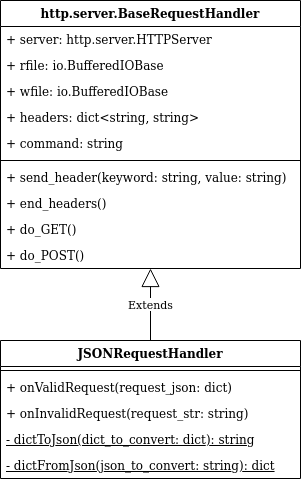 http.server.BaseRequestHandler
+ server: http.server.HTTPServer
+ rfile: io.BufferedIOBase
+ wfile: io.BufferedIOBase
+ headers: dict<string, string>
+ command: string
+ send_header(keyword: string, value: string)
+ end_headers()
+ do_GET()
+ do_POST()
Extends
JSONRequestHandler
+ onValidRequest(request_json: dict)
+ onInvalidRequest(request_str: string)
- dictToJson(dict_to_convert: dict): string
- dictFromJson(json_to_convert: string): dict